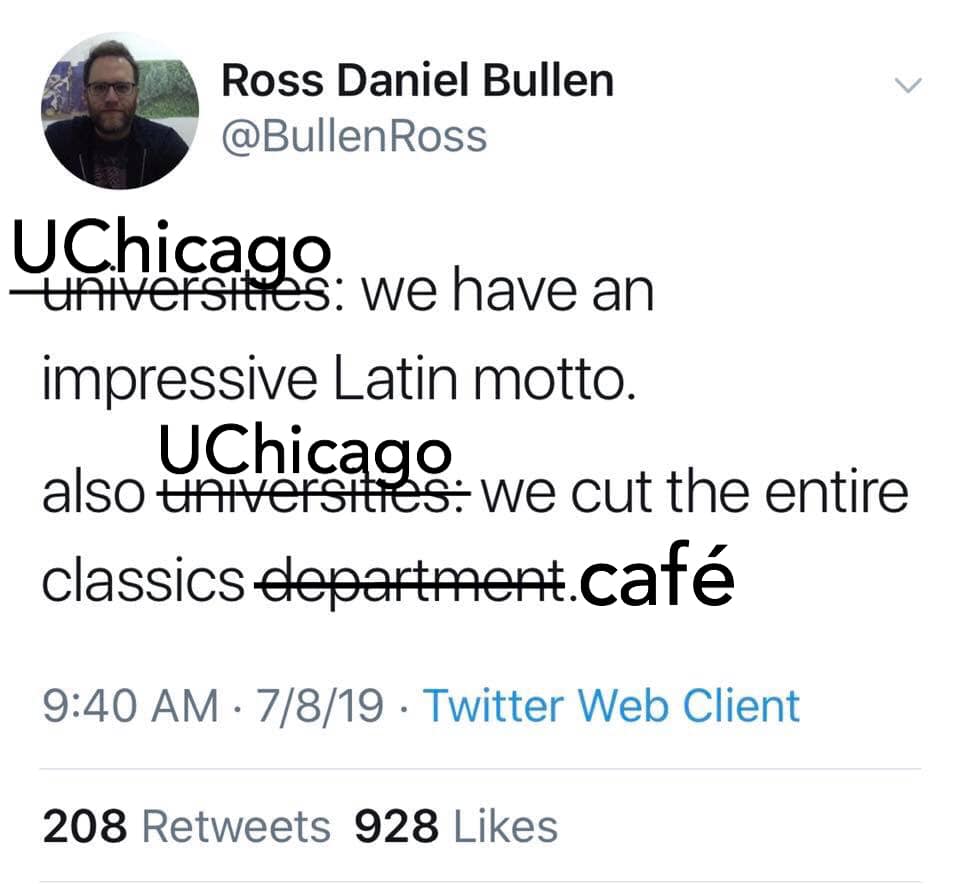 Ross Daniel Bullen
@BullenRoss
UChicago
universities: we have an
impressive Latin motto.
UChicago
also universities: we cut the entire
classics department. café
9:40 AM · 7/8/19 · Twitter Web Client
208 Retweets 928 Likes